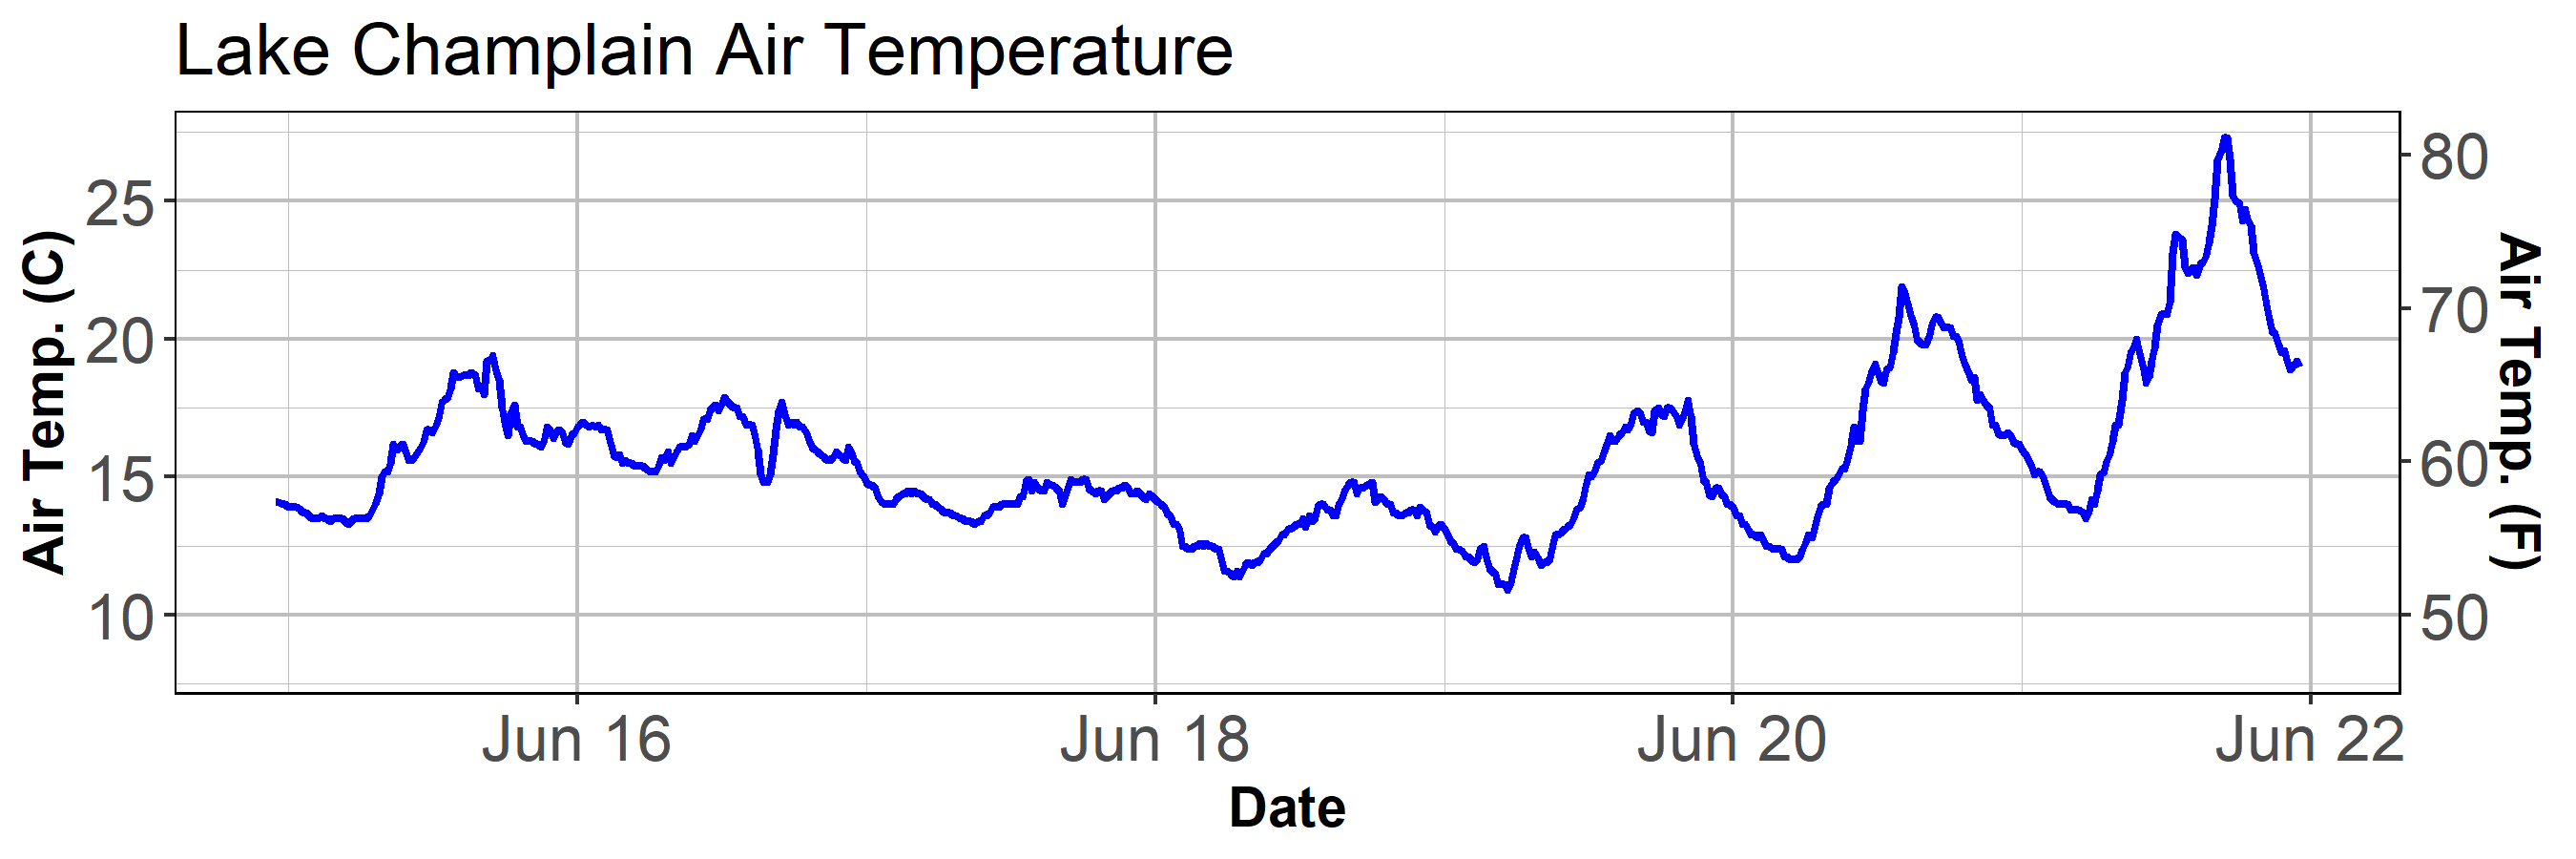 Lake Champlain Air Temperature
Air Temp. (C)
25
20
15
10
80
70
60
50
Air Temp. (F)
Jun 16
Jun 18
Jun 20
Jun 22
Date